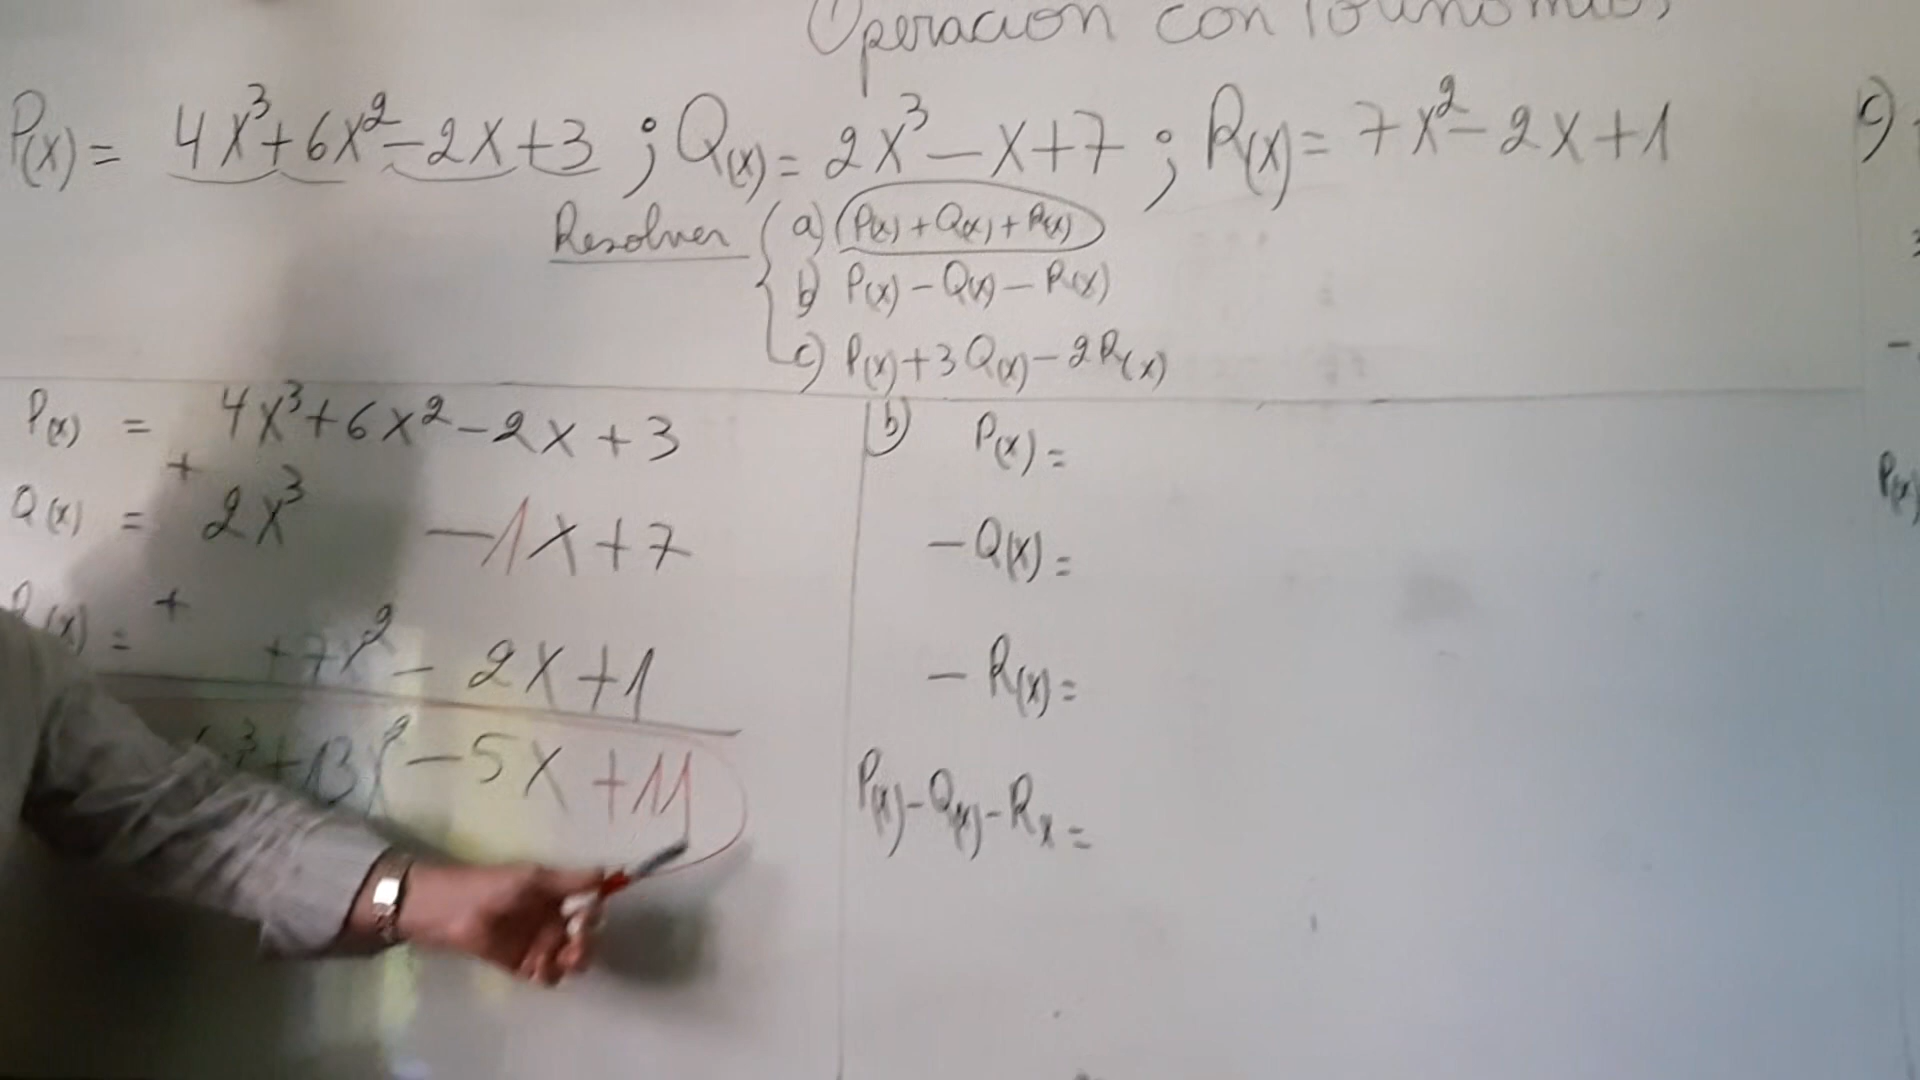 Operacion con Polinomios
P(x) = 4x³+6x²-2x+3 ; Q(x) = 2x³-x+7 ; R(x) = 7x²-2x+1
Resolver { a) P(x)+Q(x)+R(x)
b) P(x)-Q(x)-R(x)
c) P(x)+3Q(x)-2R(x)
P(x) = 4x³+6x²-2x+3
+
Q(x) = 2x³ -1x+7
+
R(x) = +7x²-2x+1
x³+13x²-5x+11
b) P(x)=
-Q(x)=
-R(x)=
P(x)-Q(x)-Rx=
c)
P(x)